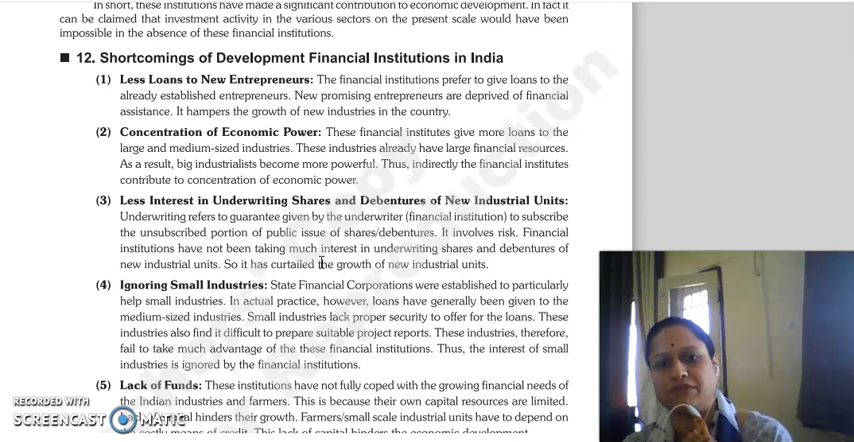 In short, these institutions have made a significant contribution to economic development. In fact it
can be claimed that investment activity in the various sectors on the present scale would have been
impossible in the absence of these financial institutions.
■ 12. Shortcomings of Development Financial Institutions in India
(1) Less Loans to New Entrepreneurs: The financial institutions prefer to give loans to the
already established entrepreneurs. New promising entrepreneurs are deprived of financial
assistance. It hampers the growth of new industries in the country.
(2) Concentration of Economic Power: These financial institutes give more loans to the
large and medium-sized industries. These industries already have large financial resources.
As a result, big industrialists become more powerful. Thus, indirectly the financial institutes
contribute to concentration of economic power.
(3) Less Interest in Underwriting Shares and Debentures of New Industrial Units:
Underwriting refers to guarantee given by the underwriter (financial institution) to subscribe
the unsubscribed portion of public issue of shares/debentures. It involves risk. Financial
institutions have not been taking much interest in underwriting shares and debentures of
new industrial units. So it has curtailed the growth of new industrial units.
(4) Ignoring Small Industries: State Financial Corporations were established to particularly
help small industries. In actual practice, however, loans have generally been given to the
medium-sized industries. Small industries lack proper security to offer for the loans. These
industries also find it difficult to prepare suitable project reports. These industries, therefore,
fail to take much advantage of the these financial institutions. Thus, the interest of small
industries is ignored by the financial institutions.
(5) Lack of Funds: These institutions have not fully coped with the growing financial needs of
the Indian industries and farmers. This is because their own capital resources are limited.
hinders their growth. Farmers/small scale industrial units have to depend on
costly means of credit. This lack of capital hinders the economic development.
RECORDED WITH
SCREENCAST MATIC